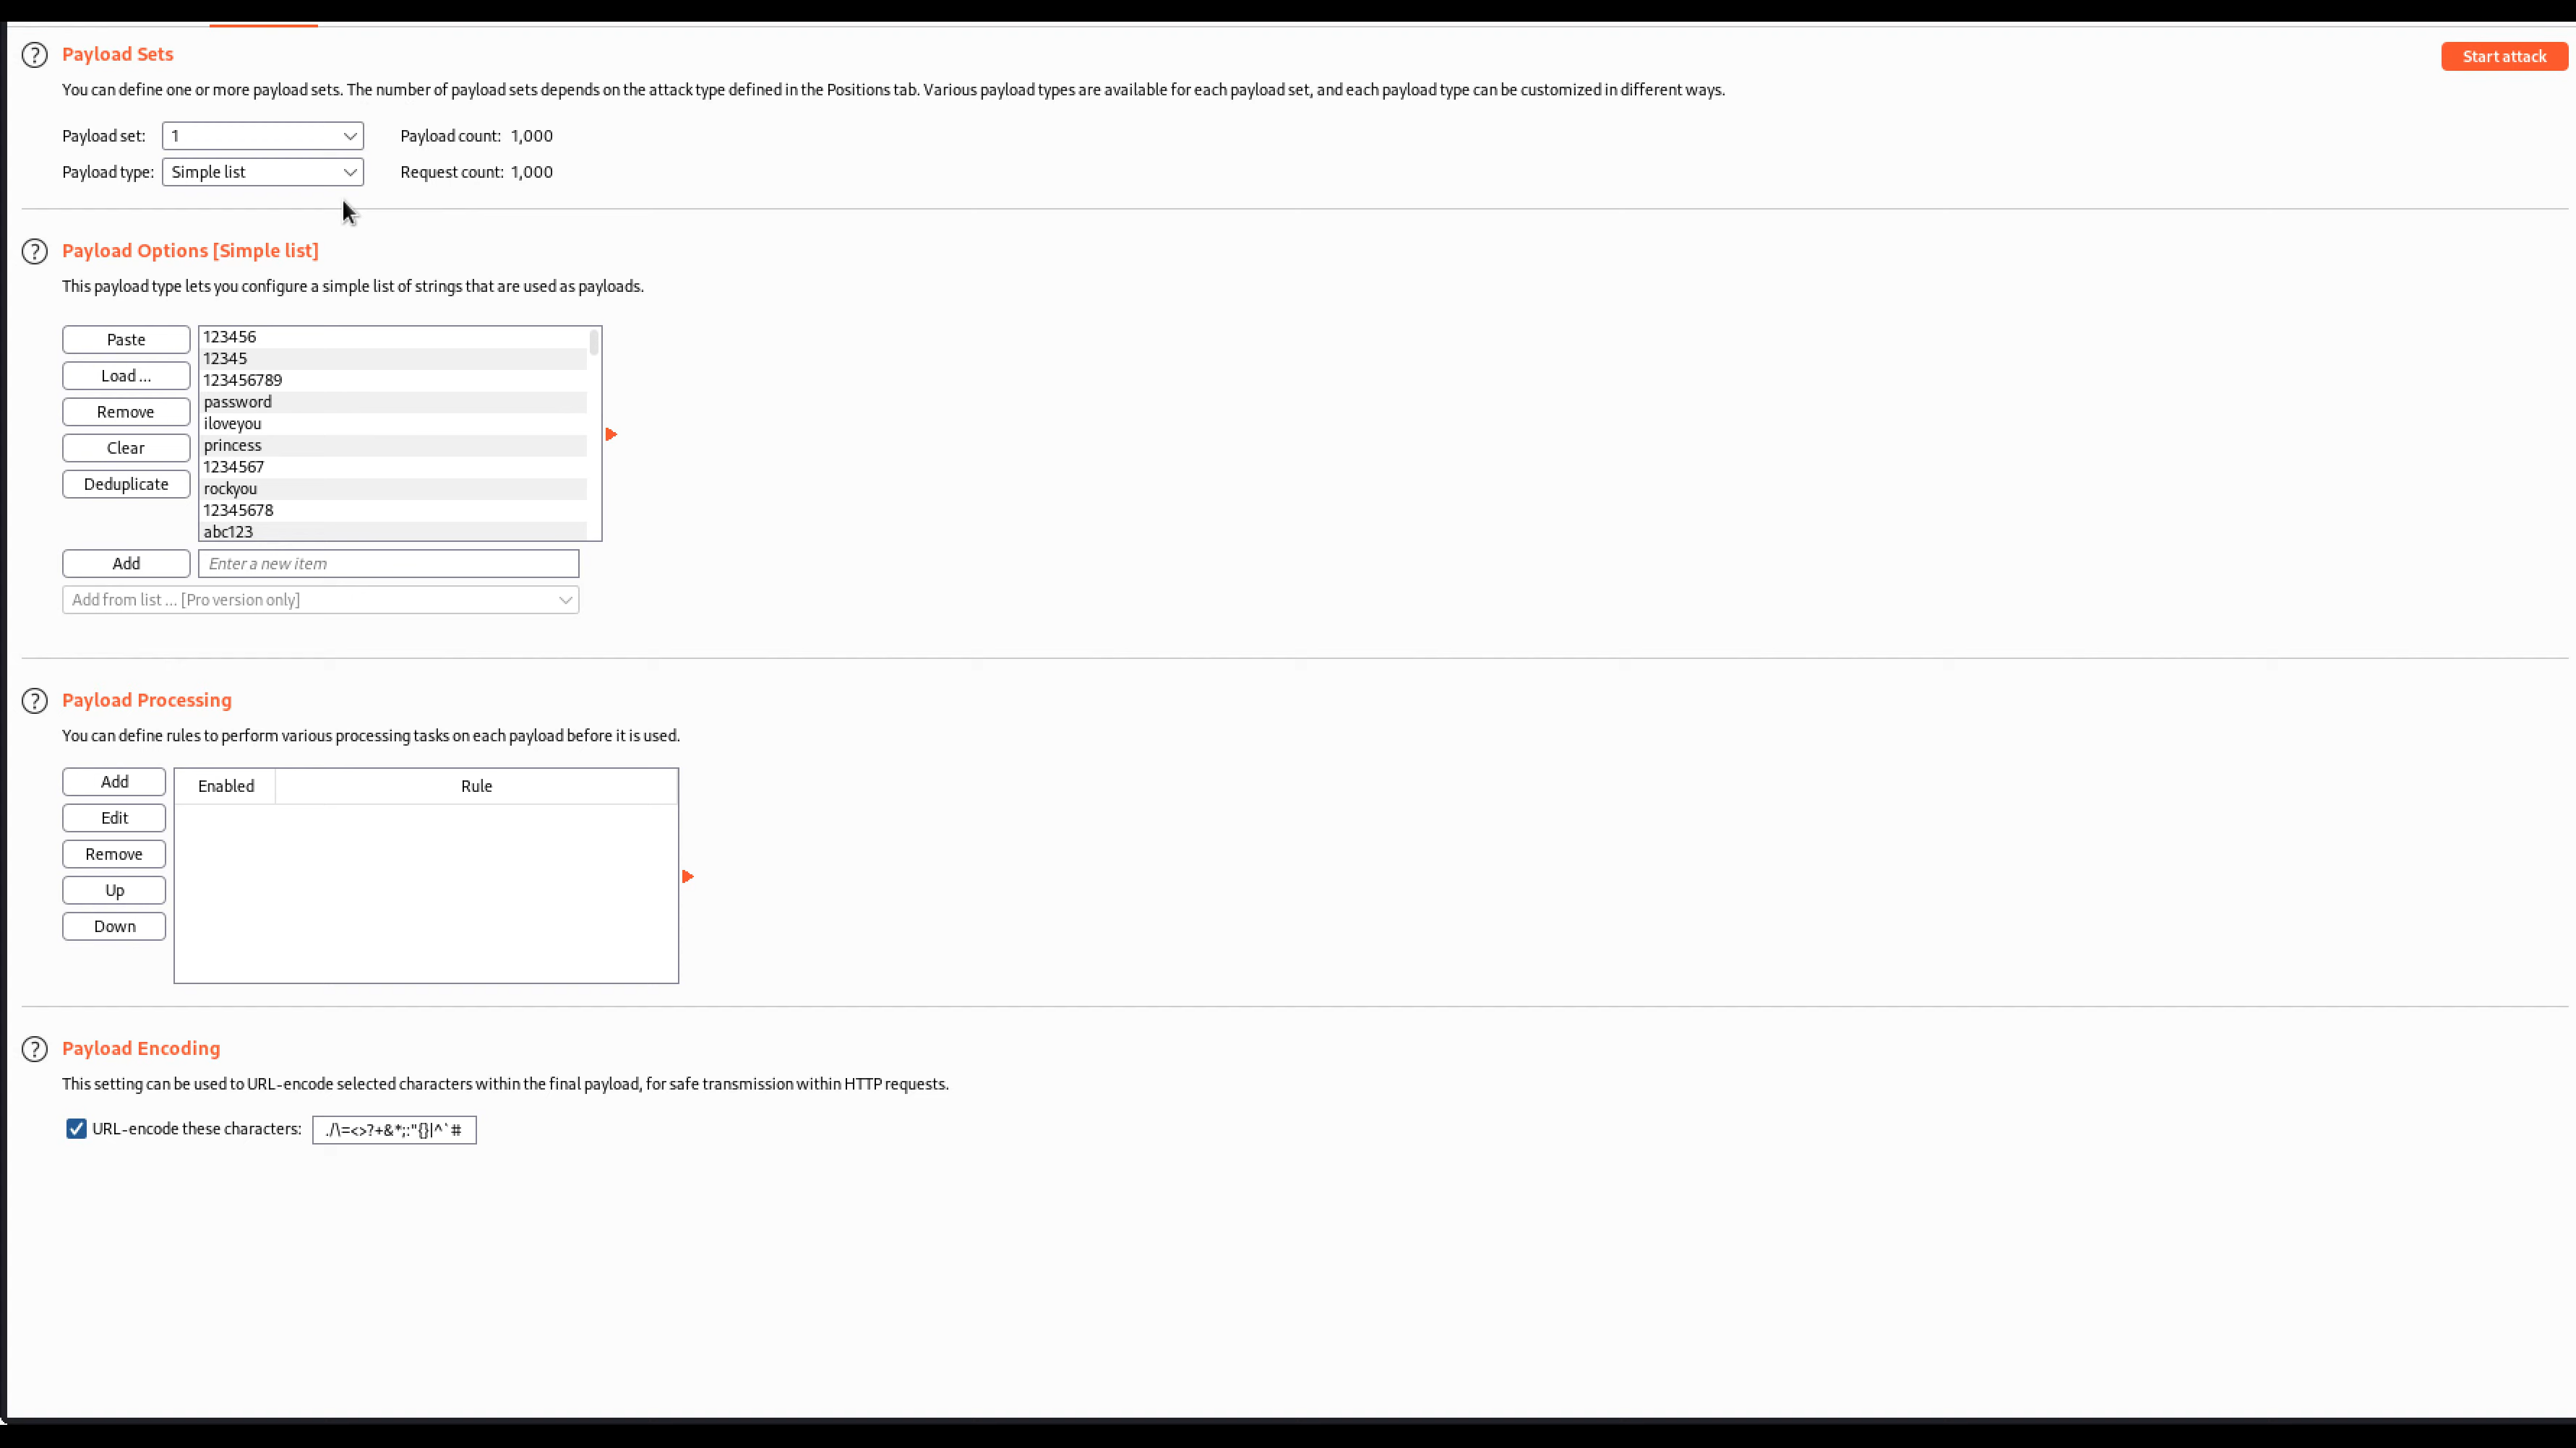 ? Payload Sets
Start attack
You can define one or more payload sets. The number of payload sets depends on the attack type defined in the Positions tab. Various payload types are available for each payload set, and each payload type can be customized in different ways.
Payload set: 1 Payload count: 1,000
Payload type: Simple list Request count: 1,000
? Payload Options [Simple list]
This payload type lets you configure a simple list of strings that are used as payloads.
Paste
Load ...
Remove
Clear
Deduplicate
123456
12345
123456789
password
iloveyou
princess
1234567
rockyou
12345678
abc123
Add Enter a new item
Add from list ... [Pro version only]
? Payload Processing
You can define rules to perform various processing tasks on each payload before it is used.
Add
Edit
Remove
Up
Down
Enabled Rule
? Payload Encoding
This setting can be used to URL-encode selected characters within the final payload, for safe transmission within HTTP requests.
URL-encode these characters: ./\=<>?+&*;:"{}|^`#